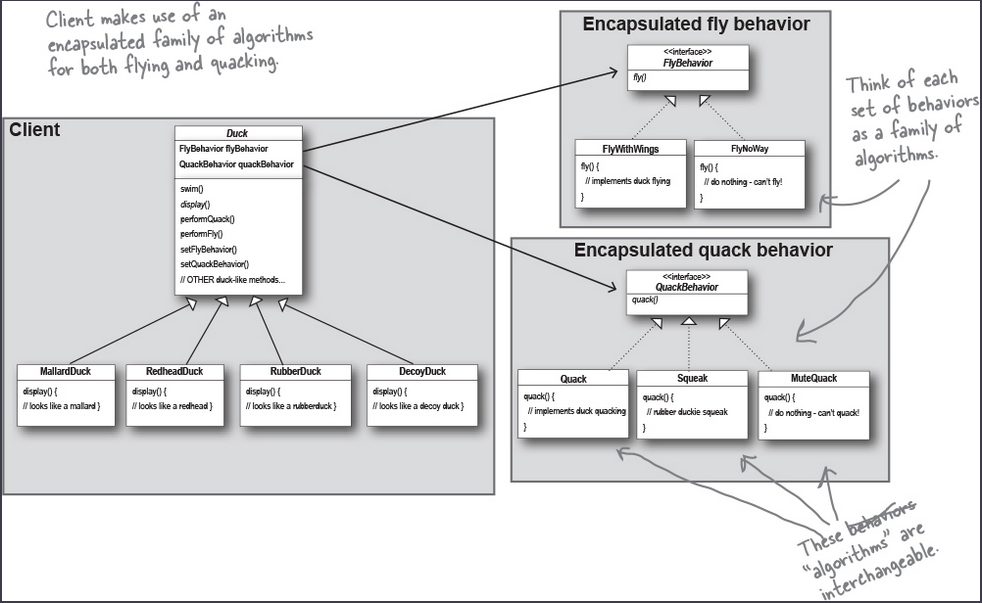 Client makes use of an
encapsulated family of algorithms
for both flying and quacking.
Client
Duck
FlyBehavior flyBehavior
QuackBehavior quackBehavior
swim()
display()
performQuack()
performFly()
setFlyBehavior()
setQuackBehavior()
// OTHER duck-like methods...
MallardDuck
display() {
// looks like a mallard }
RedheadDuck
display() {
// looks like a redhead }
RubberDuck
display() {
// looks like a rubberduck }
DecoyDuck
display() {
// looks like a decoy duck }
Encapsulated fly behavior
<<interface>>
FlyBehavior
fly()
FlyWithWings
fly() {
// implements duck flying
}
FlyNoWay
fly() {
// do nothing - can't fly!
}
Think of each
set of behaviors
as a family of
algorithms.
Encapsulated quack behavior
<<interface>>
QuackBehavior
quack()
Quack
quack() {
// implements duck quacking
}
Squeak
quack() {
// rubber duckie squeak
}
MuteQuack
quack() {
// do nothing - can't quack!
}
These behaviors
"algorithms" are
interchangeable.